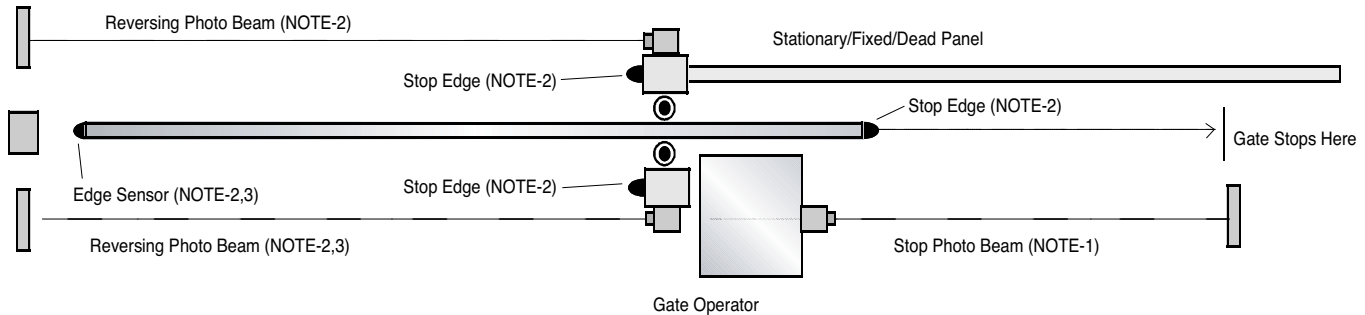 Reversing Photo Beam (NOTE-2)
Stationary/Fixed/Dead Panel
Stop Edge (NOTE-2)
Stop Edge (NOTE-2)
Gate Stops Here
Edge Sensor (NOTE-2,3)
Stop Edge (NOTE-2)
Reversing Photo Beam (NOTE-2,3)
Stop Photo Beam (NOTE-1)
Gate Operator